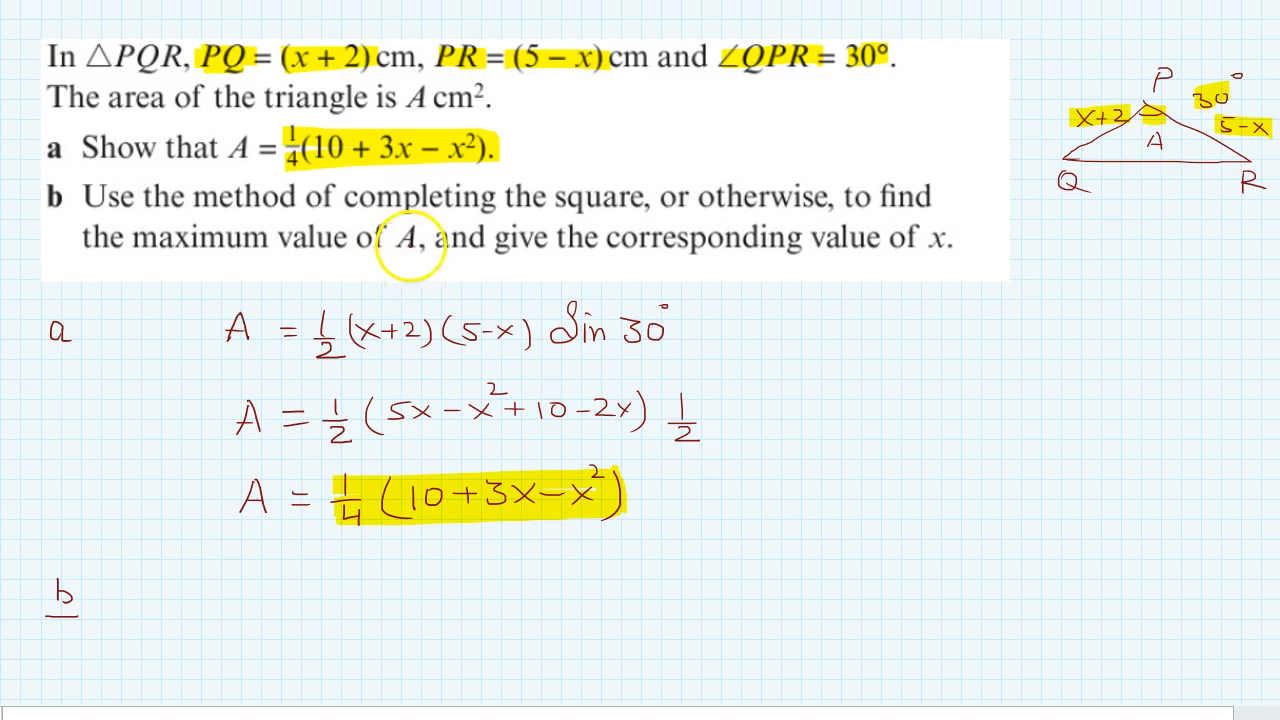 In △PQR, PQ = (x + 2) cm, PR = (5 − x) cm and ∠QPR = 30°.
The area of the triangle is A cm².
a Show that A = 1/4(10 + 3x − x²).
b Use the method of completing the square, or otherwise, to find
the maximum value of A, and give the corresponding value of x.
P
30°
x+2
5-x
A
Q
R
a A = 1/2 (x+2)(5-x) Sin 30°
A = 1/2 (5x - x² + 10 - 2x) 1/2
A = 1/4 (10 + 3x - x²)
b